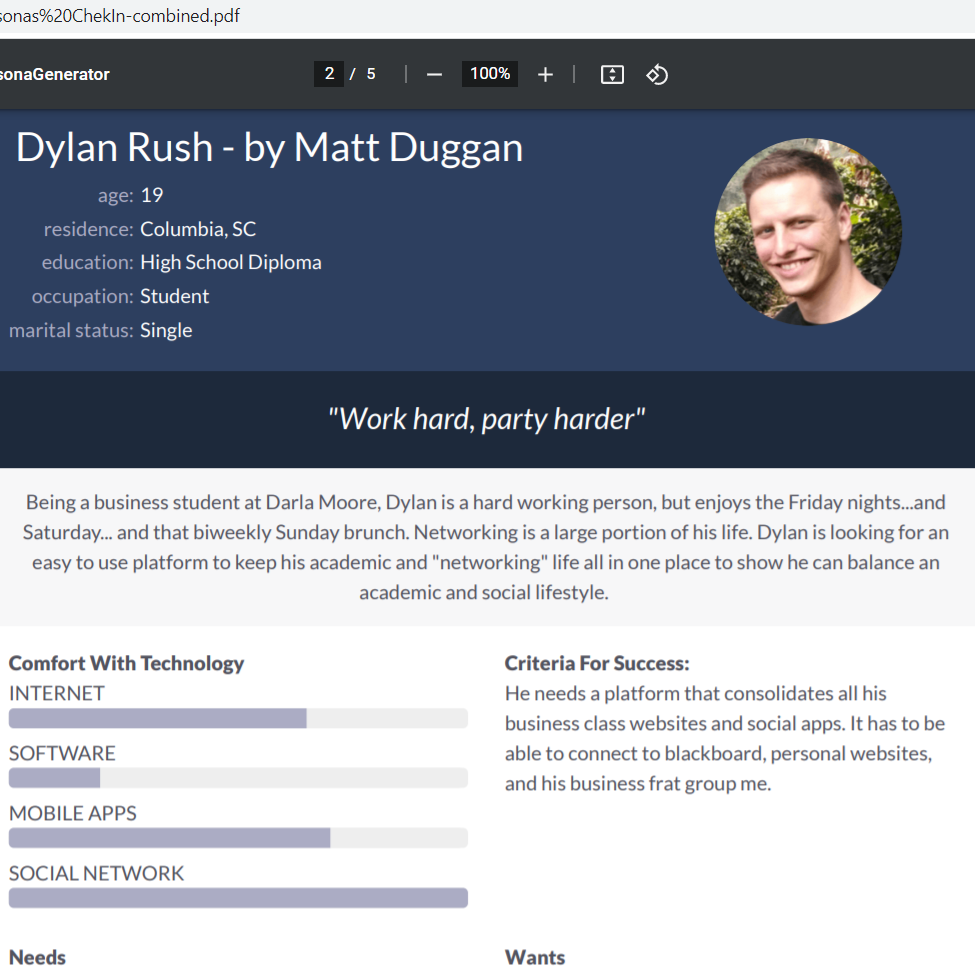 sonas%20ChekIn-combined.pdf
sonaGenerator
2 / 5
100%
Dylan Rush - by Matt Duggan
age: 19
residence: Columbia, SC
education: High School Diploma
occupation: Student
marital status: Single
"Work hard, party harder"
Being a business student at Darla Moore, Dylan is a hard working person, but enjoys the Friday nights...and
Saturday... and that biweekly Sunday brunch. Networking is a large portion of his life. Dylan is looking for an
easy to use platform to keep his academic and "networking" life all in one place to show he can balance an
academic and social lifestyle.
Comfort With Technology
INTERNET
SOFTWARE
MOBILE APPS
SOCIAL NETWORK
Criteria For Success:
He needs a platform that consolidates all his
business class websites and social apps. It has to be
able to connect to blackboard, personal websites,
and his business frat group me.
Needs
Wants